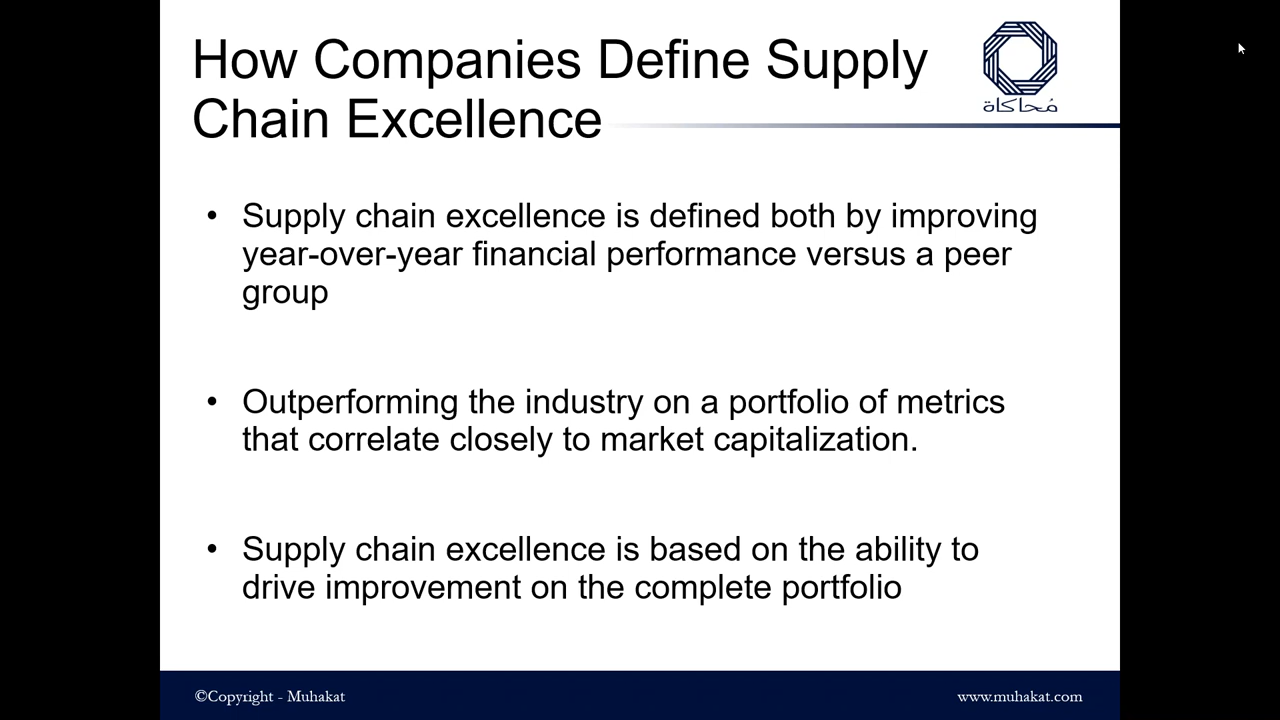 How Companies Define Supply
Chain Excellence
مُحاكاة
• Supply chain excellence is defined both by improving
year-over-year financial performance versus a peer
group
• Outperforming the industry on a portfolio of metrics
that correlate closely to market capitalization.
• Supply chain excellence is based on the ability to
drive improvement on the complete portfolio
©Copyright - Muhakat
www.muhakat.com